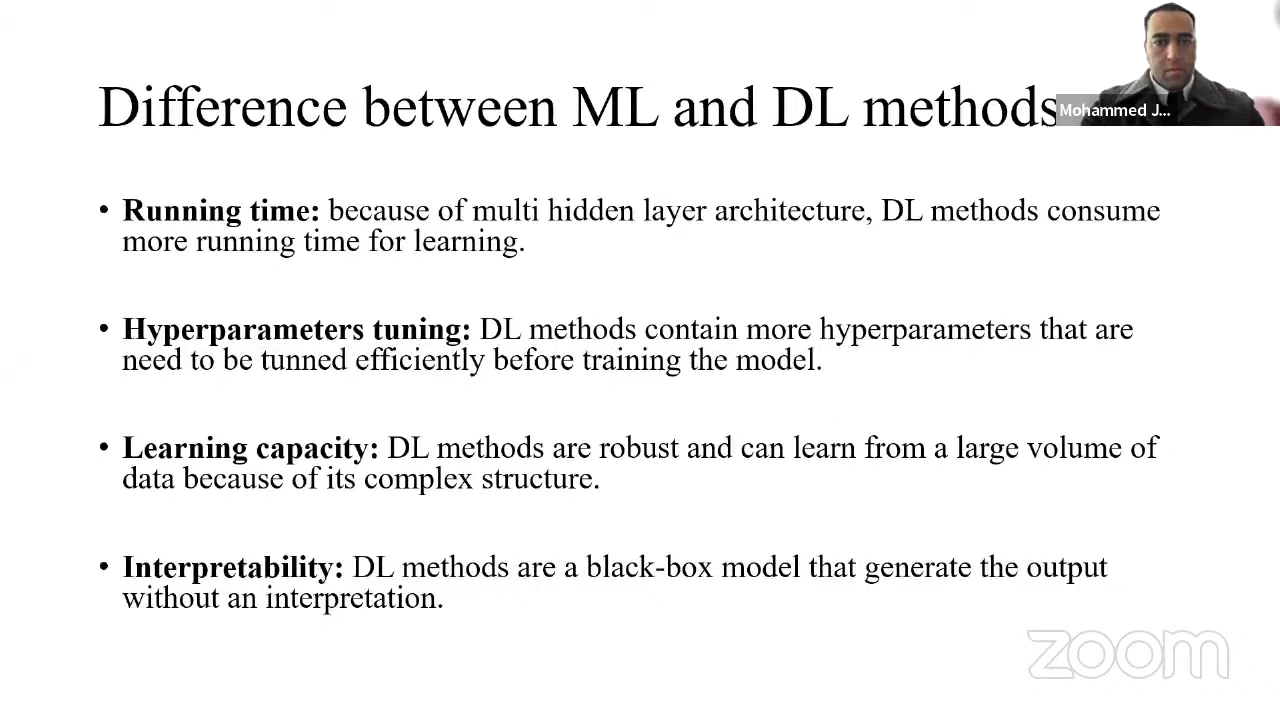 Difference between ML and DL methods
Mohammed J...
• Running time: because of multi hidden layer architecture, DL methods consume
more running time for learning.
• Hyperparameters tuning: DL methods contain more hyperparameters that are
need to be tunned efficiently before training the model.
• Learning capacity: DL methods are robust and can learn from a large volume of
data because of its complex structure.
• Interpretability: DL methods are a black-box model that generate the output
without an interpretation.
zoom